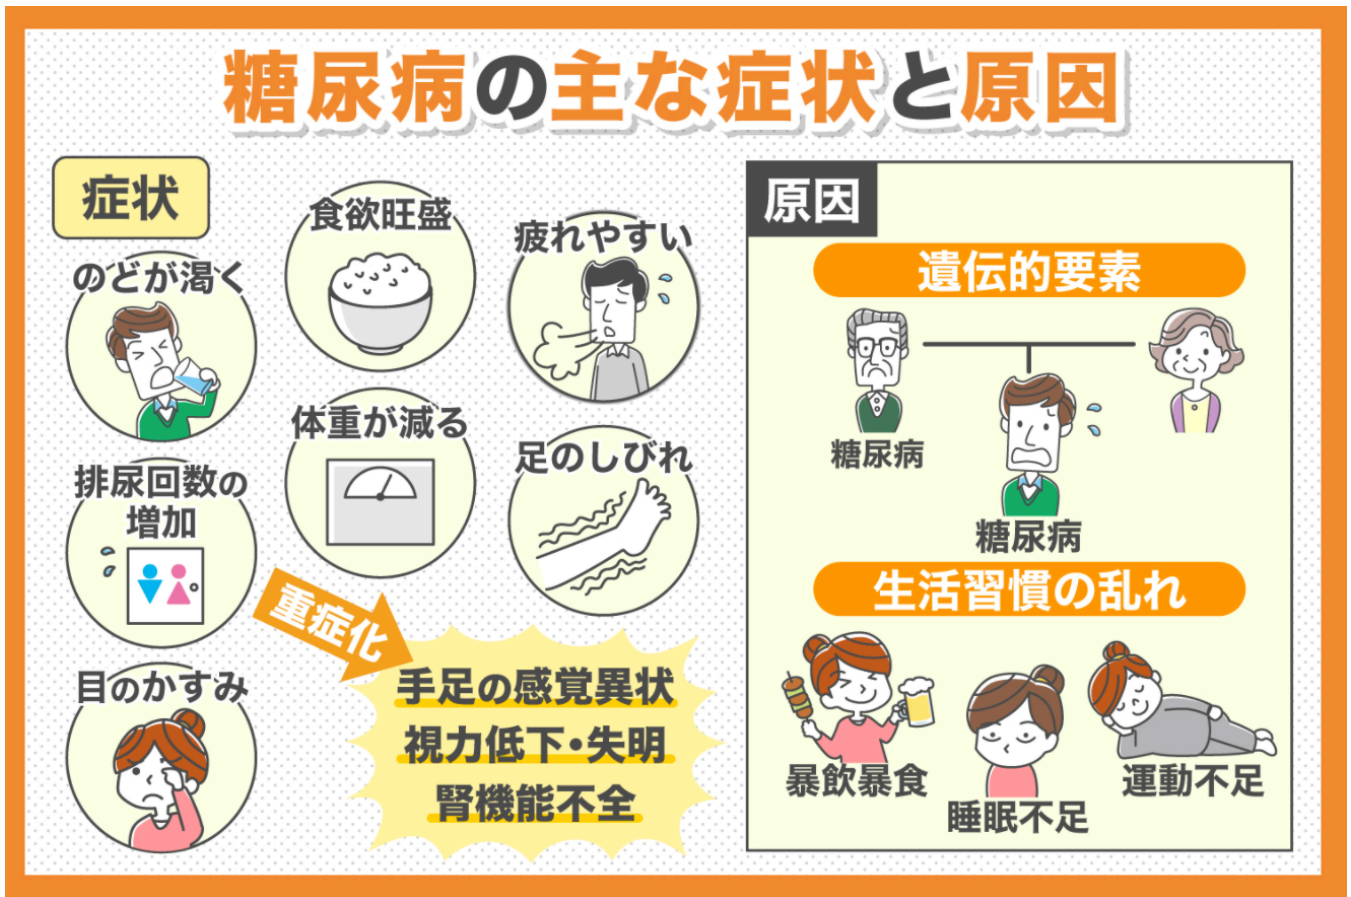 糖尿病の主な症状と原因
症状
のどが渇く
食欲旺盛
疲れやすい
排尿回数の
増加
体重が減る
足のしびれ
目のかすみ
重症化
手足の感覚異状
視力低下・失明
腎機能不全
原因
遺伝的要素
糖尿病
糖尿病
生活習慣の乱れ
暴飲暴食
睡眠不足
運動不足